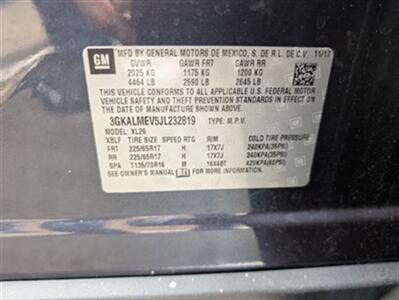 GM
MFD BY GENERAL MOTORS DE MEXICO, S. DE R.L. DE C.V. 11/17
GVWR GAWR FRT GAWR RR
2025 KG 1175 KG 1200 KG
4464 LB 2590 LB 2645 LB
THIS VEHICLE CONFORMS TO ALL APPLICABLE U.S. FEDERAL MOTOR
VEHICLE SAFETY AND THEFT PREVENTION STANDARDS IN EFFECT ON
THE DATE OF MANUFACTURE SHOWN ABOVE.
3GKALMEV5JL232819 TYPE: M.P.V.
MODEL: XL26
XBLF TIRE SIZE SPEED RTG RIM COLD TIRE PRESSURE
FRT 225/65R17 H 17X7J 240KPA(35PSI)
RR 225/65R17 H 17X7J 240KPA(35PSI)
SPA T135/70R16 M 16X4BT 420KPA(60PSI)
SEE OWNER'S MANUAL FOR MORE INFORMATION.